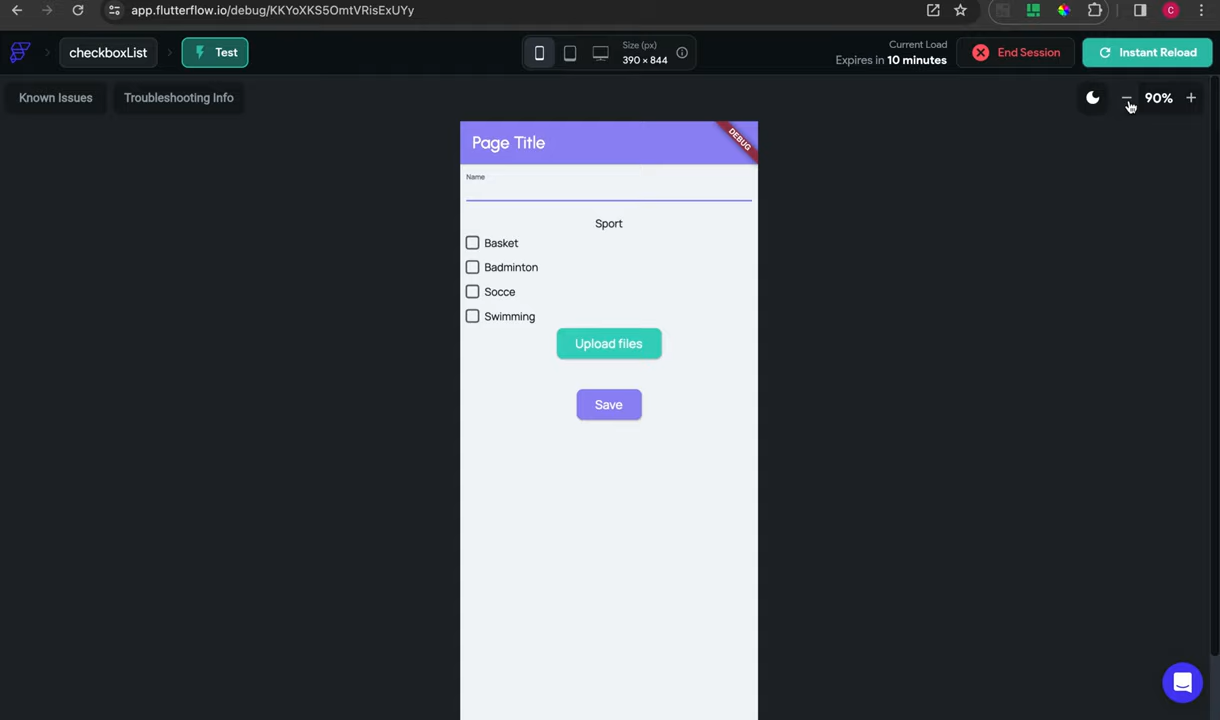 app.flutterflow.io/debug/KKYoXKS5OmtVRisExUYy
C
checkboxList
Test
Size (px)
390 × 844
Current Load
Expires in 10 minutes
End Session
Instant Reload
Known Issues
Troubleshooting Info
90%
Page Title
DEBUG
Name
Sport
Basket
Badminton
Socce
Swimming
Upload files
Save